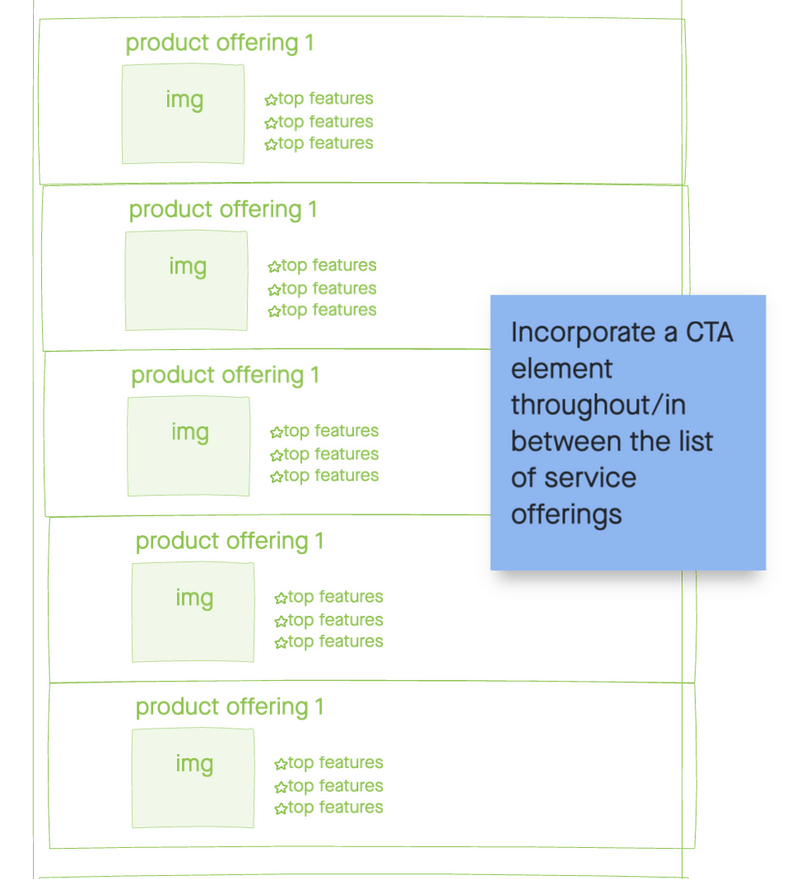 product offering 1
img
top features
top features
top features
product offering 1
img
top features
top features
top features
product offering 1
img
top features
top features
top features
product offering 1
img
top features
top features
top features
product offering 1
img
top features
top features
top features
Incorporate a CTA
element
throughout/in
between the list
of service
offerings